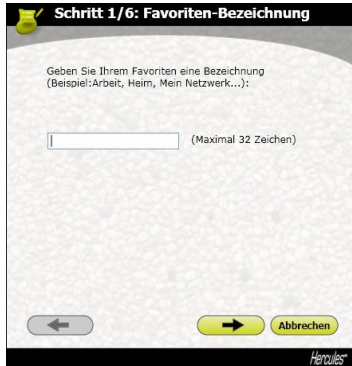 Schritt 1/6: Favoriten-Bezeichnung
Geben Sie Ihrem Favoriten eine Bezeichnung
(Beispiel:Arbeit, Heim, Mein Netzwerk...):
(Maximal 32 Zeichen)
Abbrechen
Hercules